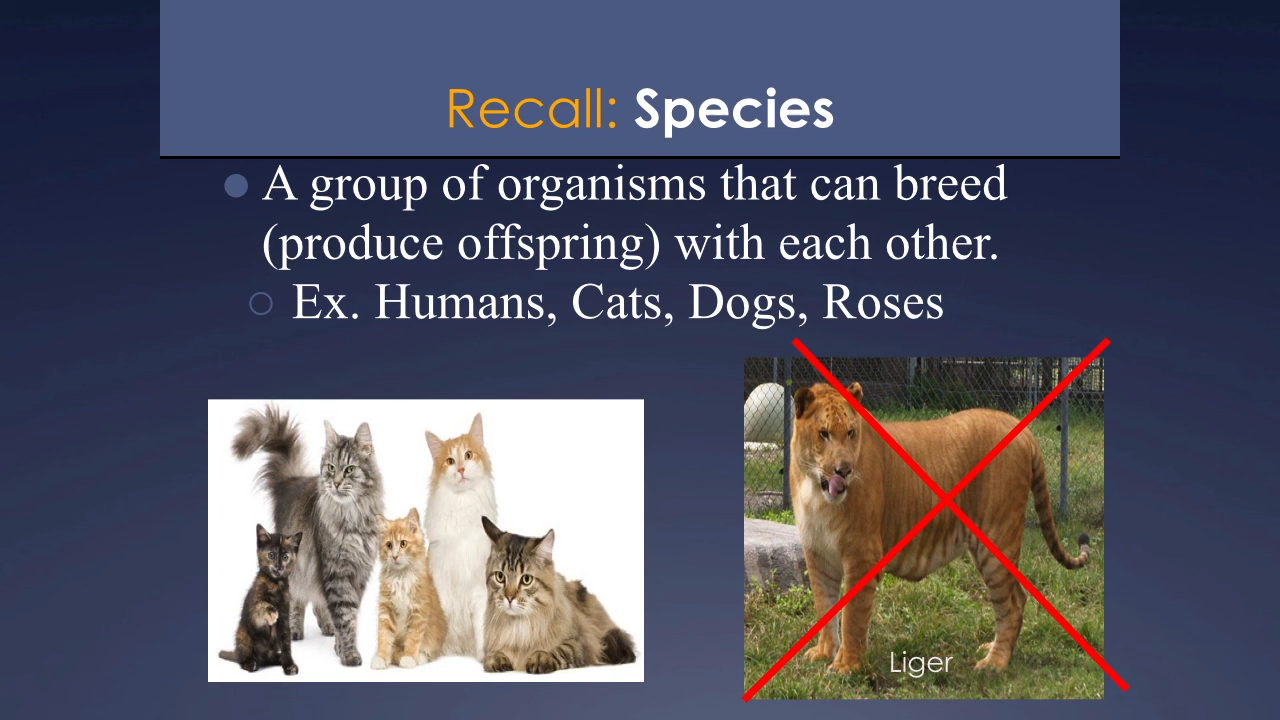 Recall: Species
A group of organisms that can breed
(produce offspring) with each other.
Ex. Humans, Cats, Dogs, Roses
Liger